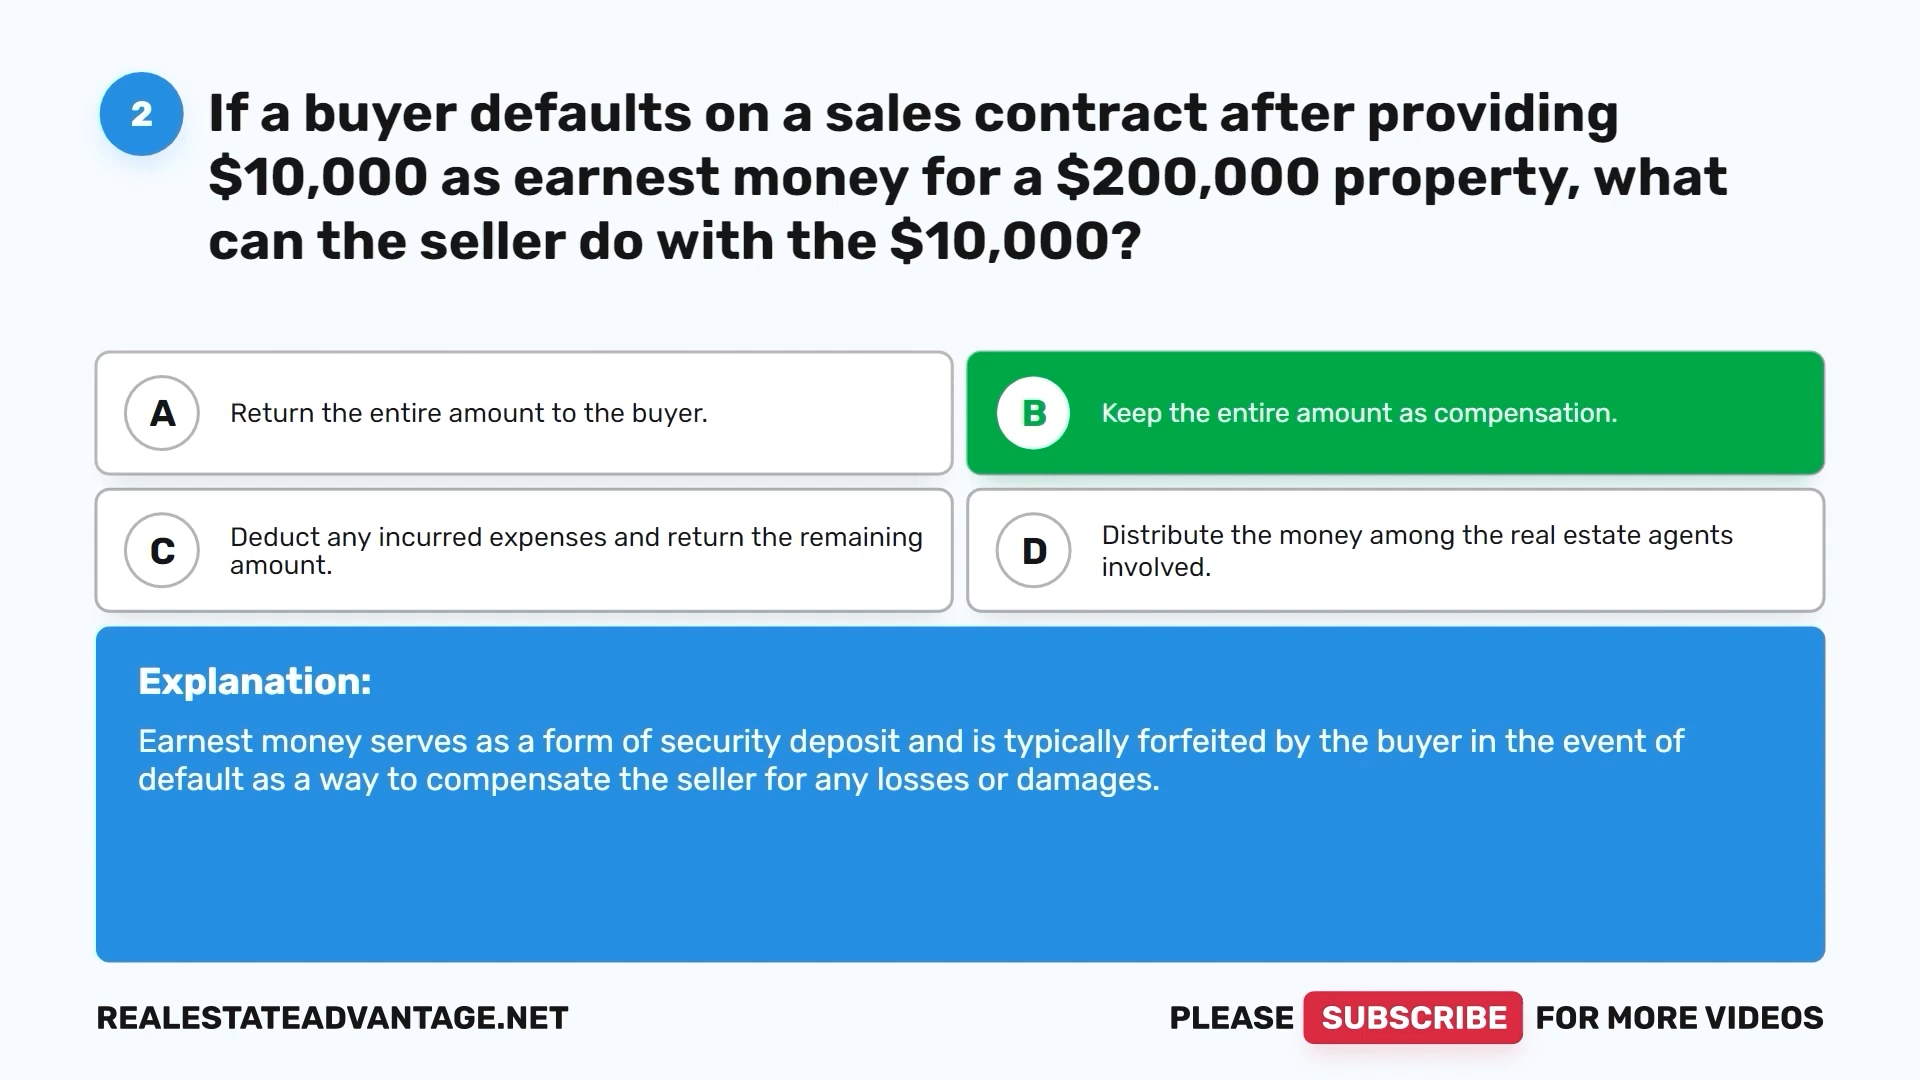 2
If a buyer defaults on a sales contract after providing
$10,000 as earnest money for a $200,000 property, what
can the seller do with the $10,000?
A
Return the entire amount to the buyer.
B
Keep the entire amount as compensation.
C
Deduct any incurred expenses and return the remaining
amount.
D
Distribute the money among the real estate agents
involved.
Explanation:
Earnest money serves as a form of security deposit and is typically forfeited by the buyer in the event of
default as a way to compensate the seller for any losses or damages.
REALESTATEADVANTAGE.NET
PLEASE SUBSCRIBE FOR MORE VIDEOS